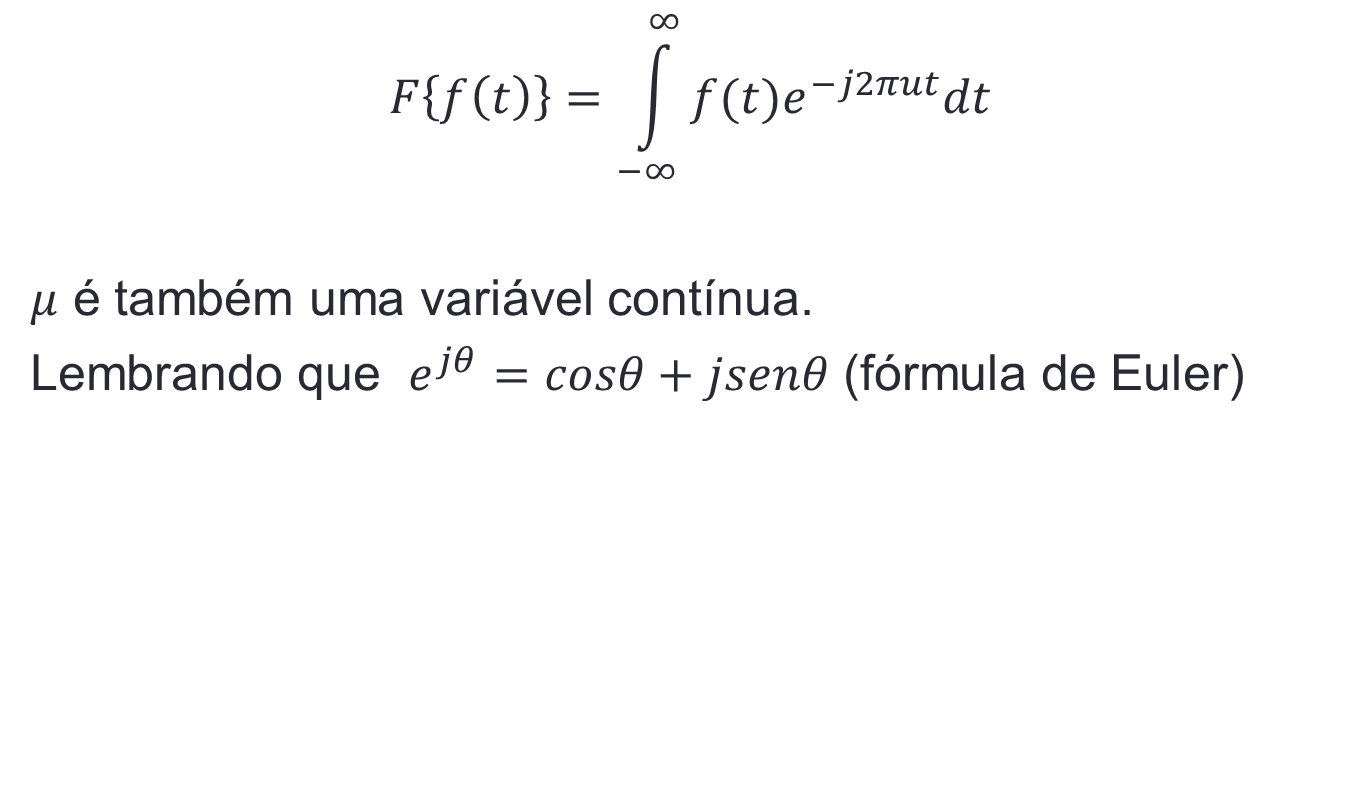 F{f(t)} = ∫_{-∞}^{∞} f(t)e^{-j2πut}dt
μ é também uma variável contínua.
Lembrando que e^{jθ} = cosθ + jsenθ (fórmula de Euler)